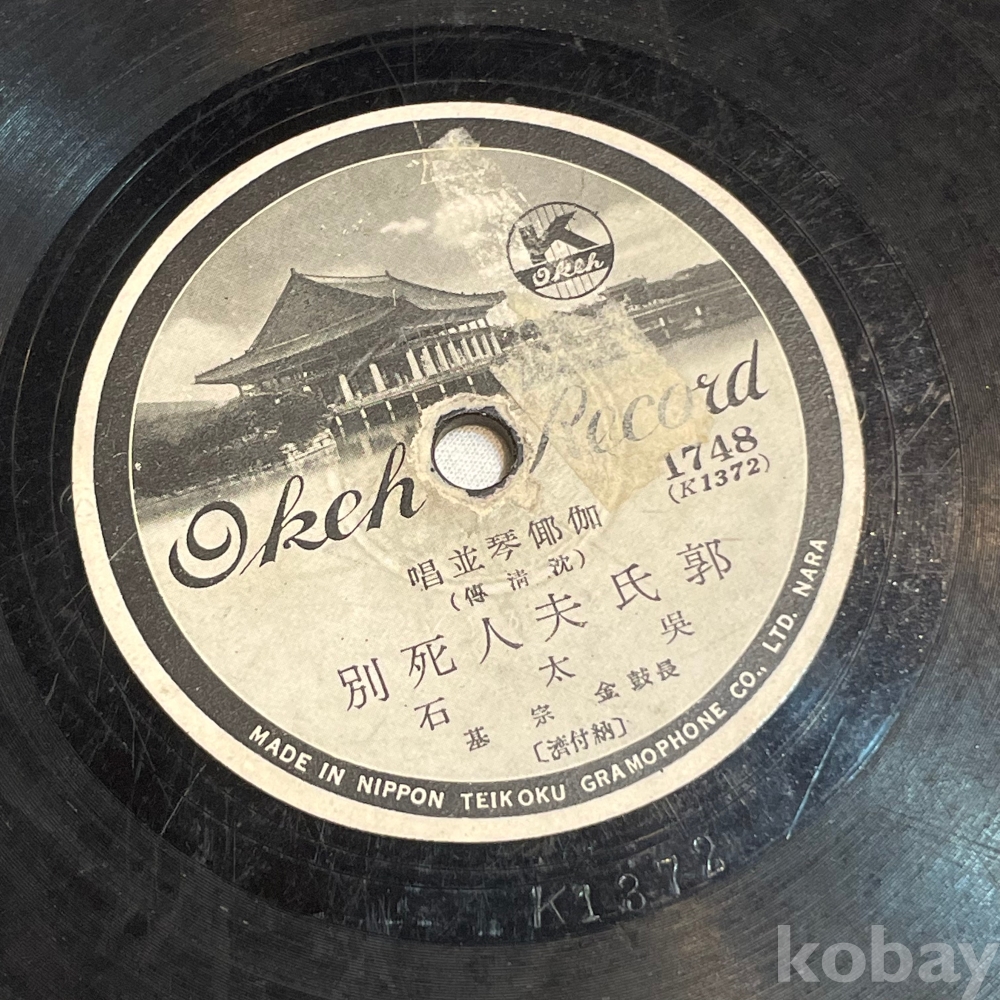 Okeh
Okeh Record
1748
(K1372)
伽倻琴並唱
(沈淸傳)
郭氏夫人死別
吳太石
長鼓金宗基
[納付濟]
MADE IN NIPPON TEIKOKU GRAMOPHONE CO., LTD. NARA
K1372
kobay